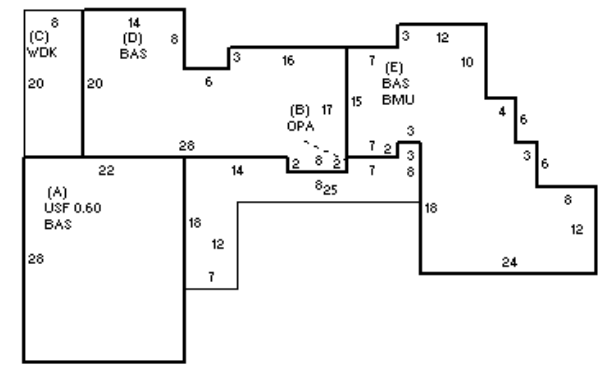 8 14 3 12
(C) (D) 8 3 16 7 10
WDK BAS (E)
20 20 6 BAS
(B) 17 15 BMU 4 6
OPA
28 3
22 14 2 8 2 7 2 3 3 6
(A) 8 25 7 8 8
USF 0.60 18 18 12
BAS 12
28 7 24